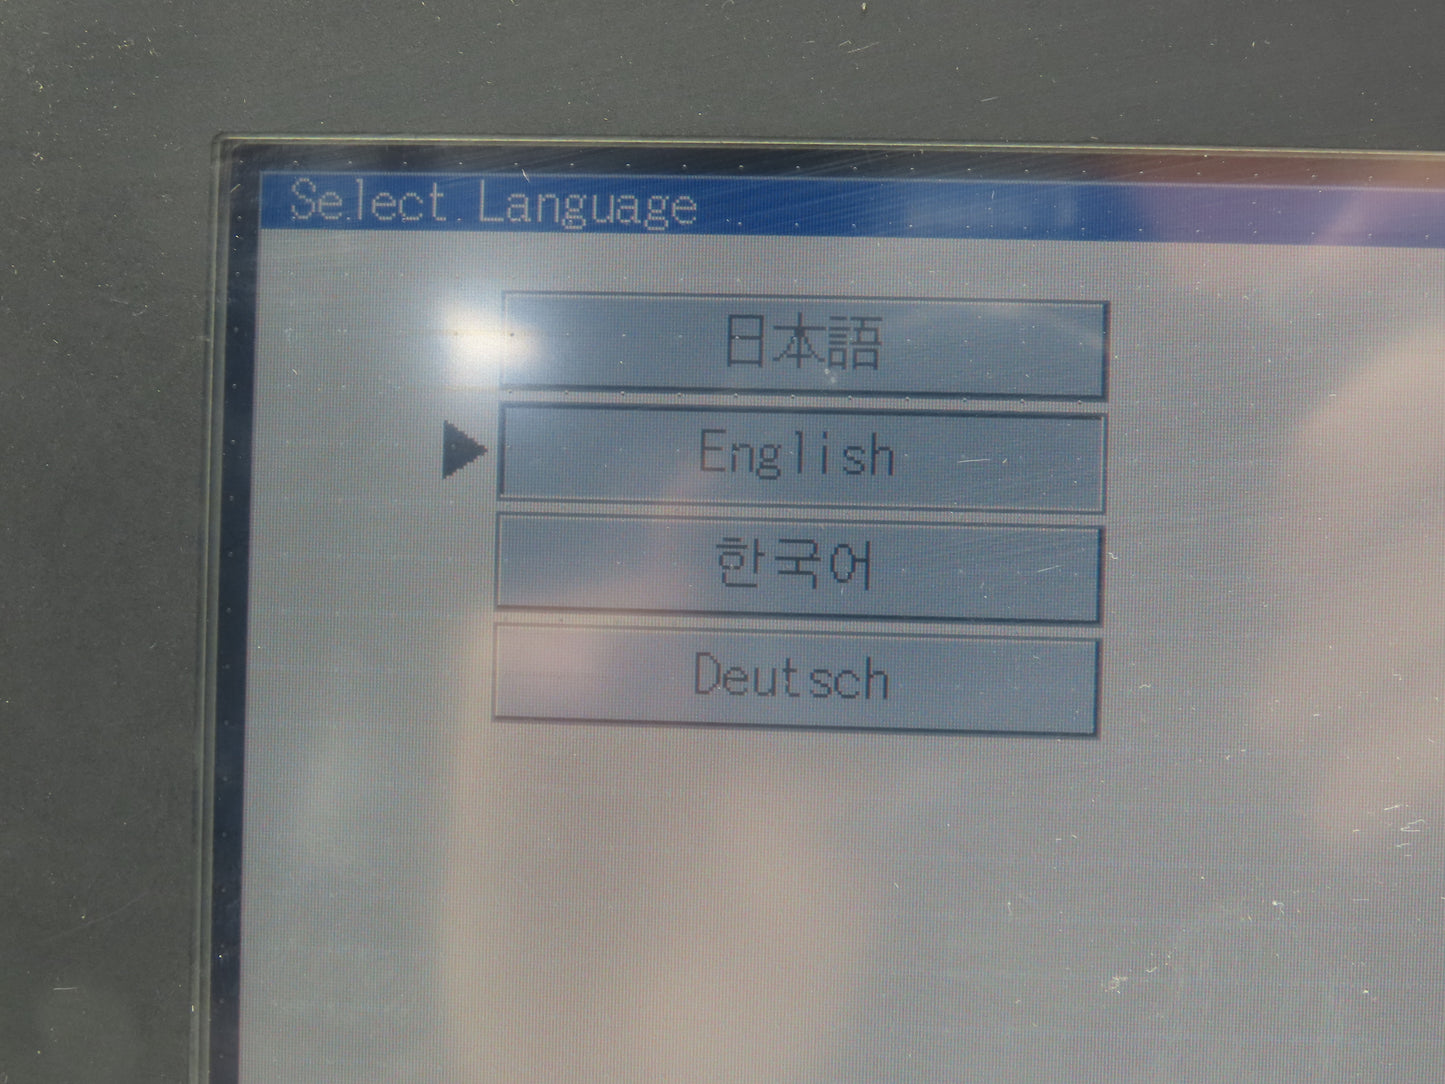 Select Language
日本語
English
한국어
Deutsch